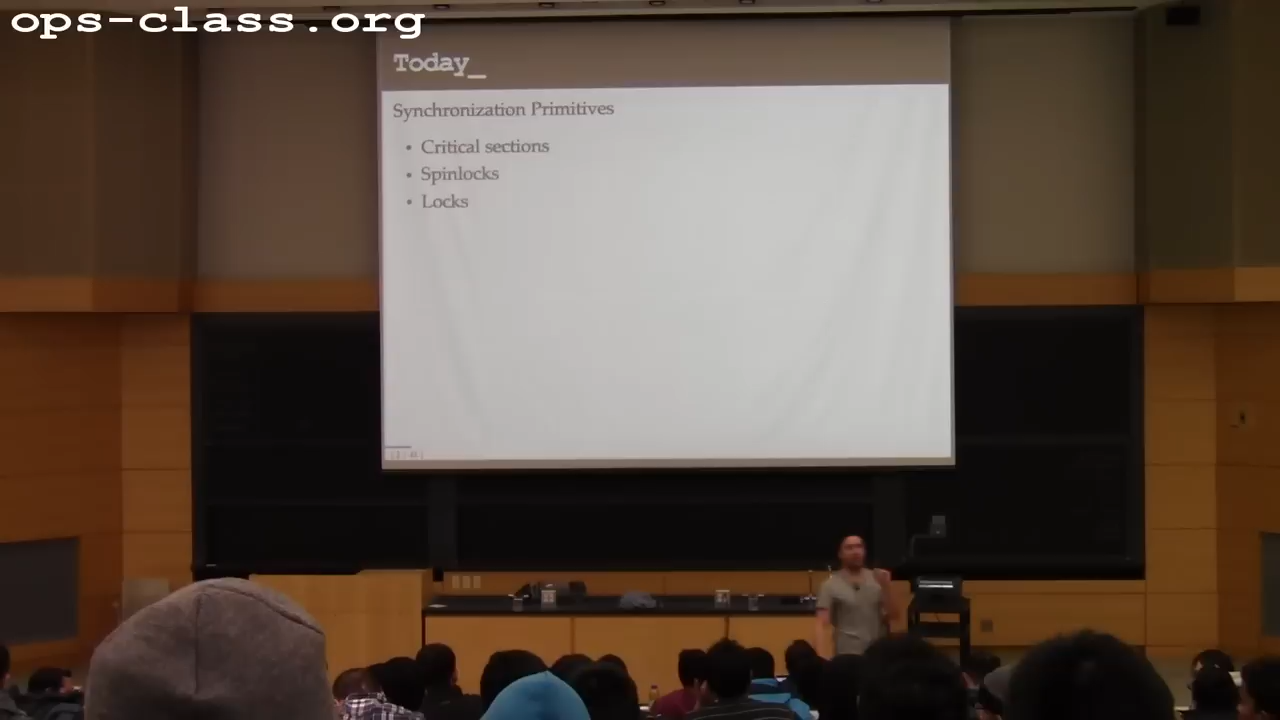 ops-class.org
Today_
Synchronization Primitives
• Critical sections
• Spinlocks
• Locks